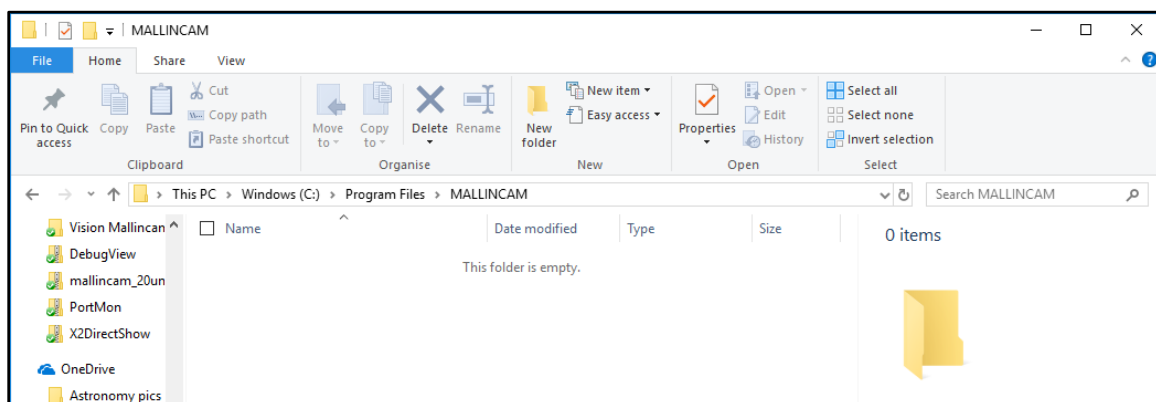 MALLINCAM
File Home Share View
Pin to Quick access
Copy
Paste
Cut
Copy path
Paste shortcut
Clipboard
Move to
Copy to
Delete
Rename
Organise
New folder
New item
Easy access
New
Properties
Open
Edit
History
Open
Select all
Select none
Invert selection
Select
This PC > Windows (C:) > Program Files > MALLINCAM
Search MALLINCAM
Vision Mallincan
DebugView
mallincam_20un
PortMon
X2DirectShow
OneDrive
Astronomy pics
Name Date modified Type Size
This folder is empty.
0 items